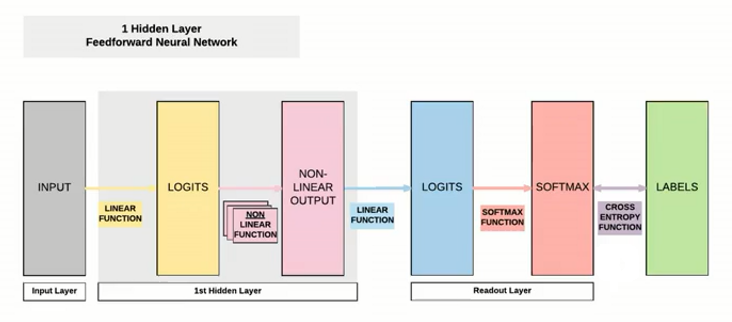 1 Hidden Layer
Feedforward Neural Network
INPUT
LINEAR
FUNCTION
LOGITS
NON
LINEAR
FUNCTION
NON-
LINEAR
OUTPUT
LINEAR
FUNCTION
LOGITS
SOFTMAX
FUNCTION
SOFTMAX
CROSS
ENTROPY
FUNCTION
LABELS
Input Layer
1st Hidden Layer
Readout Layer